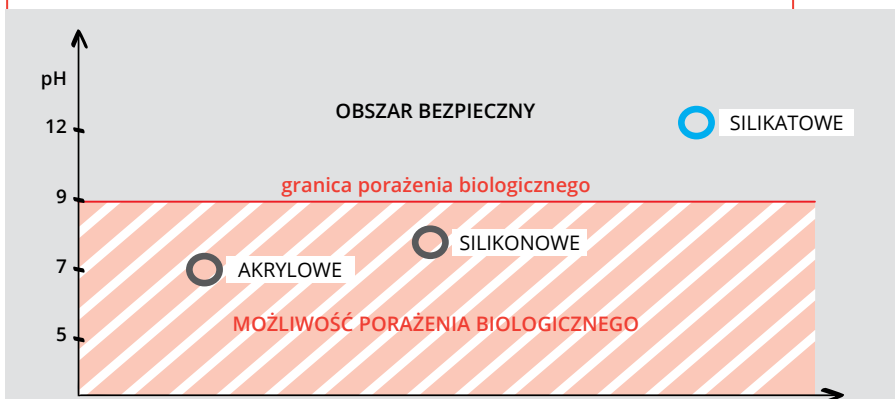 pH
OBSZAR BEZPIECZNY
12
SILIKATOWE
granica porażenia biologicznego
9
SILIKONOWE
7
AKRYLOWE
MOŻLIWOŚĆ PORAŻENIA BIOLOGICZNEGO
5